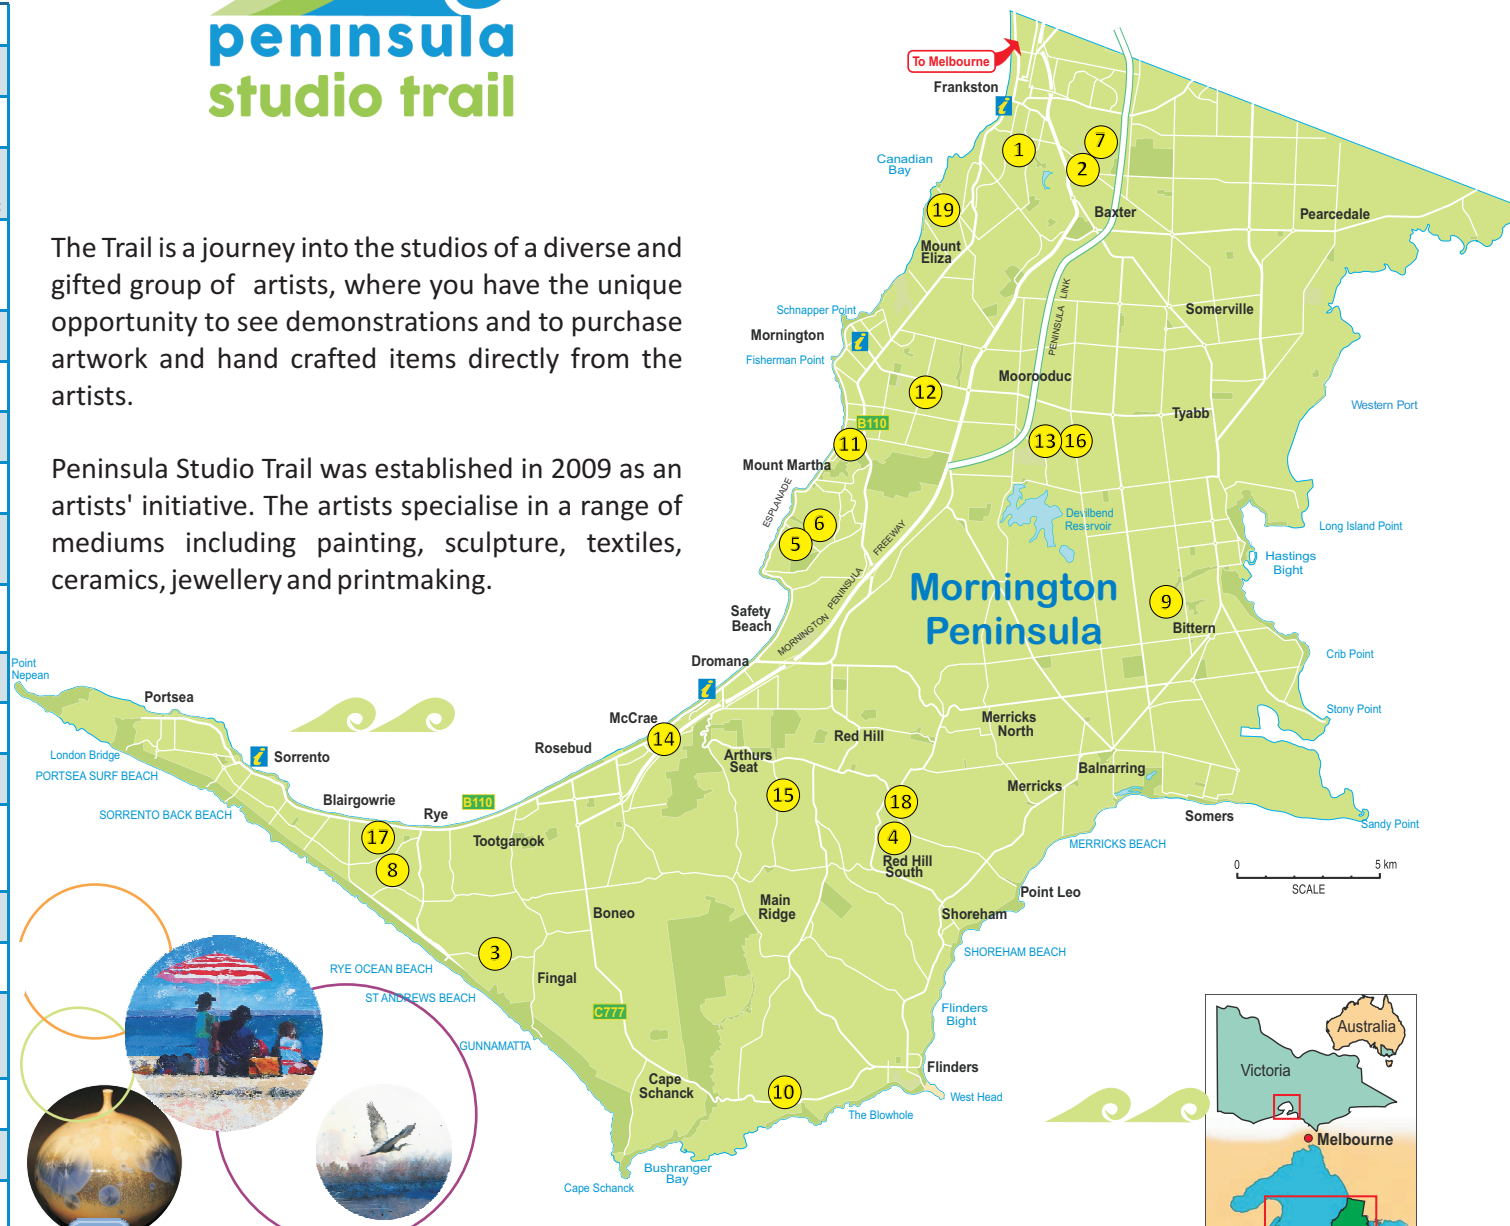 peninsula
studio trail
The Trail is a journey into the studios of a diverse and
gifted group of artists, where you have the unique
opportunity to see demonstrations and to purchase
artwork and hand crafted items directly from the
artists.
Peninsula Studio Trail was established in 2009 as an
artists' initiative. The artists specialise in a range of
mediums including painting, sculpture, textiles,
ceramics, jewellery and printmaking.
To Melbourne
Frankston
i
1
7
2
Canadian
Bay
19
Baxter
Pearcedale
Mount
Eliza
Schnapper Point
Mornington
i
Fisherman Point
PENINSULA LINK
Somerville
Moorooduc
12
Western Port
Tyabb
B110
11
13
16
Mount Martha
ESPLANADE
6
5
Devilbend
Reservoir
Long Island Point
Hastings
Bight
MORNINGTON PENINSULA FREEWAY
Mornington
Peninsula
9
Bittern
Safety
Beach
Crib Point
Dromana
i
Stony Point
Point
Nepean
Portsea
McCrae
14
Merricks
North
Red Hill
Rosebud
i
Sorrento
London Bridge
PORTSEA SURF BEACH
Arthurs
Seat
Balnarring
Merricks
15
18
Blairgowrie
B110
Rye
SORRENTO BACK BEACH
Somers
Sandy Point
17
Tootgarook
4
MERRICKS BEACH
8
Red Hill
South
0
5 km
SCALE
Point Leo
Main
Ridge
Boneo
Shoreham
3
SHOREHAM BEACH
RYE OCEAN BEACH
Fingal
ST ANDREWS BEACH
C777
Flinders
Bight
GUNNAMATTA
Flinders
Cape
Schanck
10
West Head
The Blowhole
Bushranger
Bay
Cape Schanck
Australia
Victoria
Melbourne